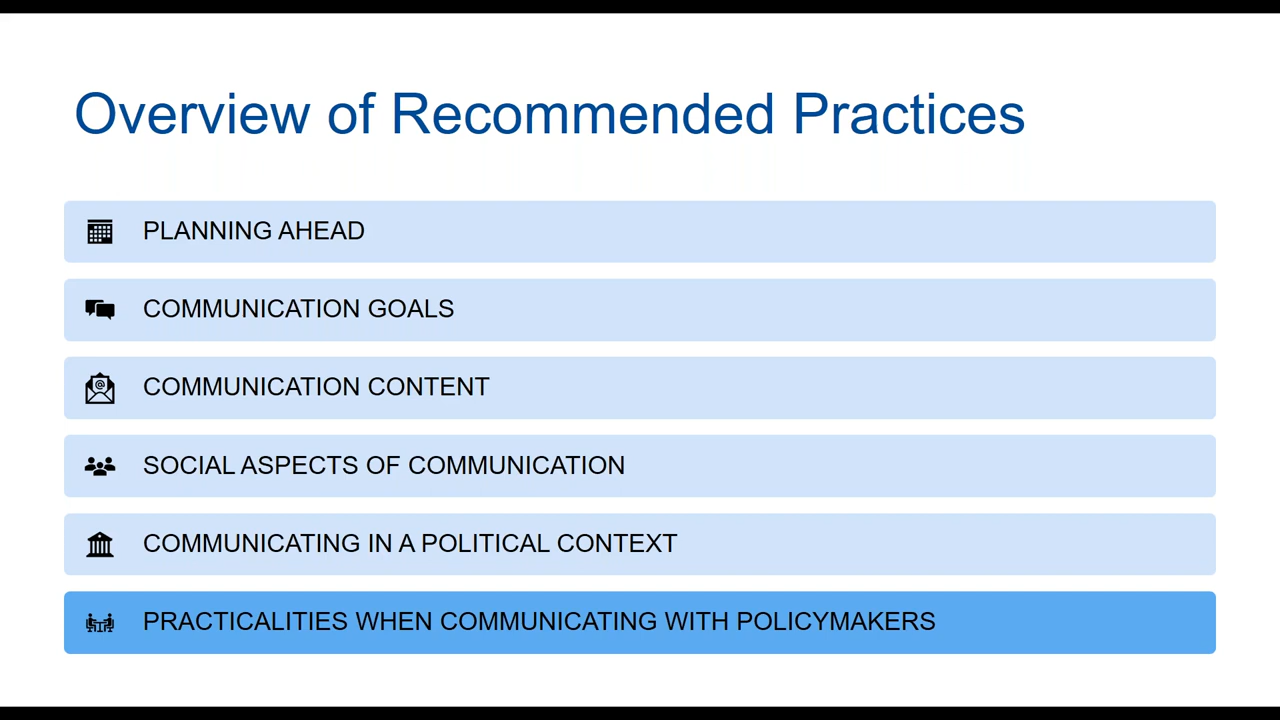 Overview of Recommended Practices
PLANNING AHEAD
COMMUNICATION GOALS
COMMUNICATION CONTENT
SOCIAL ASPECTS OF COMMUNICATION
COMMUNICATING IN A POLITICAL CONTEXT
PRACTICALITIES WHEN COMMUNICATING WITH POLICYMAKERS